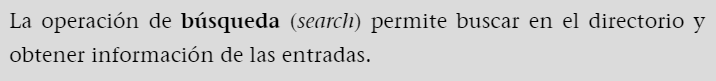 La operación de búsqueda (search) permite buscar en el directorio y
obtener información de las entradas.